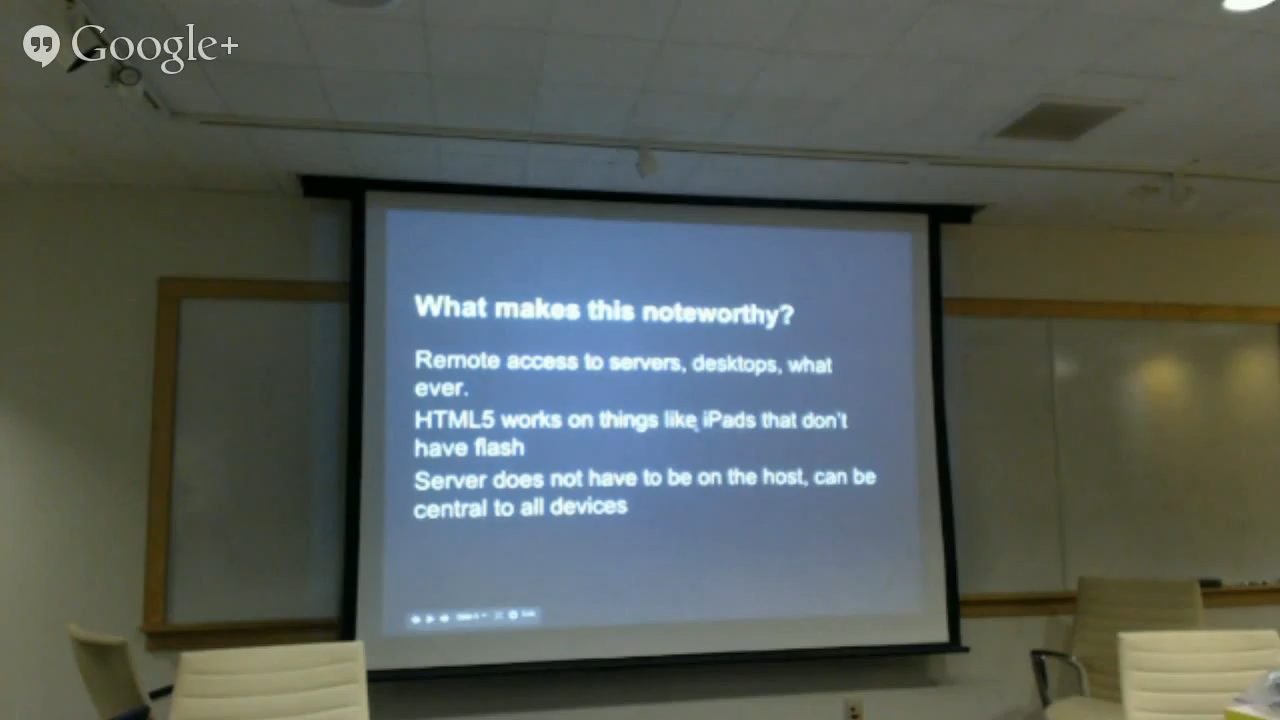 Google+
What makes this noteworthy?
Remote access to servers, desktops, what
ever.
HTML5 works on things like iPads that don't
have flash
Server does not have to be on the host, can be
central to all devices